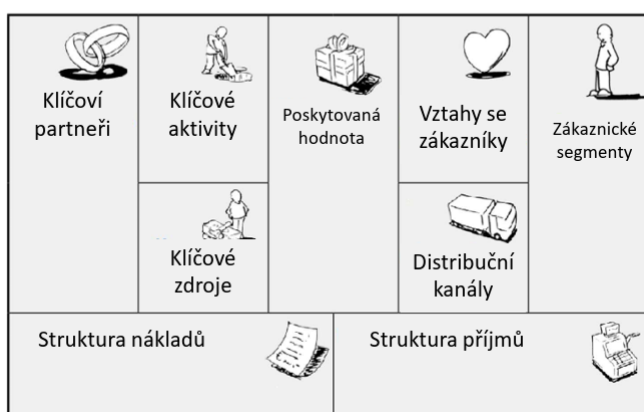 Klíčoví
partneři
Klíčové
aktivity
Klíčové
zdroje
Poskytovaná
hodnota
Vztahy se
zákazníky
Distribuční
kanály
Zákaznické
segmenty
Struktura nákladů
Struktura příjmů